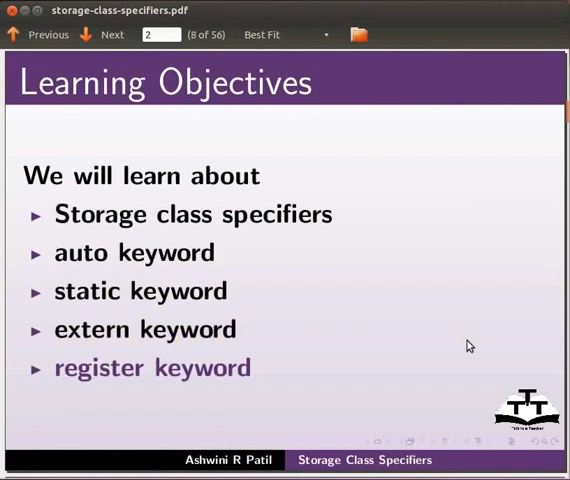 storage-class-specifiers.pdf
Previous Next 2 (8 of 56) Best Fit
Learning Objectives
We will learn about
Storage class specifiers
auto keyword
static keyword
extern keyword
register keyword
TTT
Ashwini R Patil Storage Class Specifiers